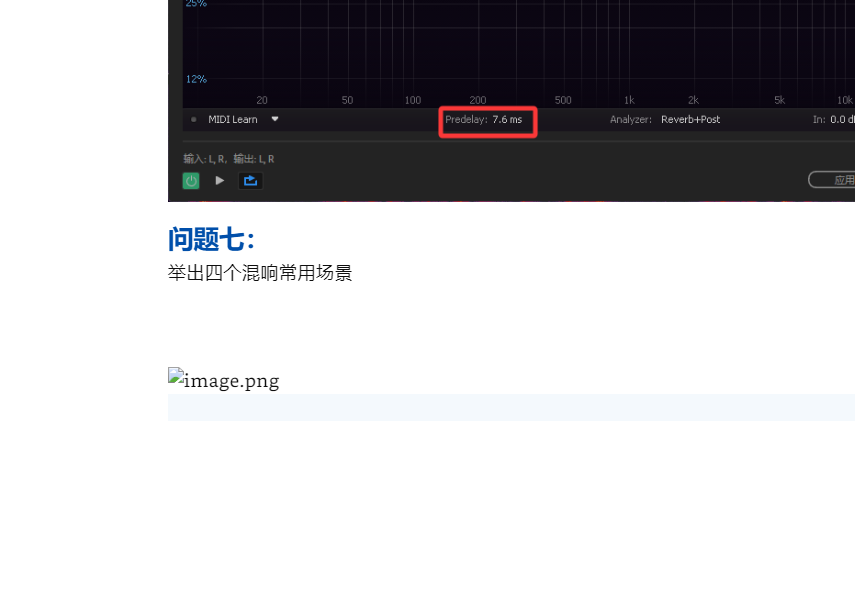 25%
12%
20 50 100 200 500 1k 2k 5k 10k
MIDI Learn Predelay: 7.6 ms Analyzer: Reverb+Post In: 0.0 d
输入: L, R, 输出: L, R
应用
问题七：
举出四个混响常用场景
image.png